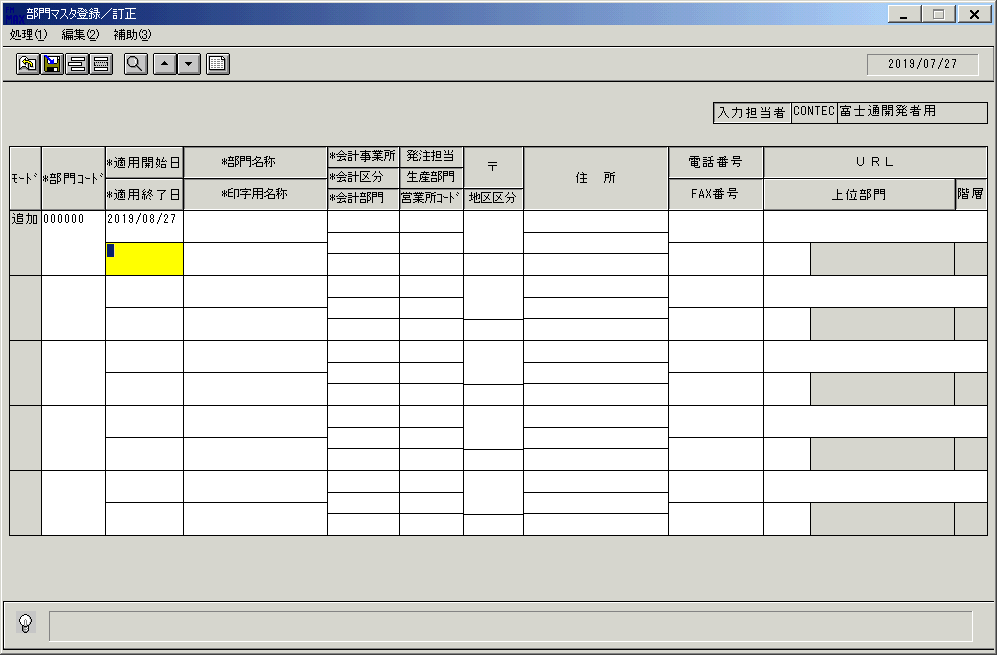 部門マスタ登録／訂正
処理(1) 編集(2) 補助(3)
2019/07/27
入力担当者 CONTEC 富士通開発者用
ﾓｰﾄﾞ *部門ｺｰﾄﾞ *適用開始日 *部門名称 *会計事業所 発注担当 〒 住　所 電話番号 ＵＲＬ
*会計区分 生産部門
*適用終了日 *印字用名称 *会計部門 営業所ｺｰﾄﾞ 地区区分 FAX番号 上位部門 階層
追加 000000 2019/08/27